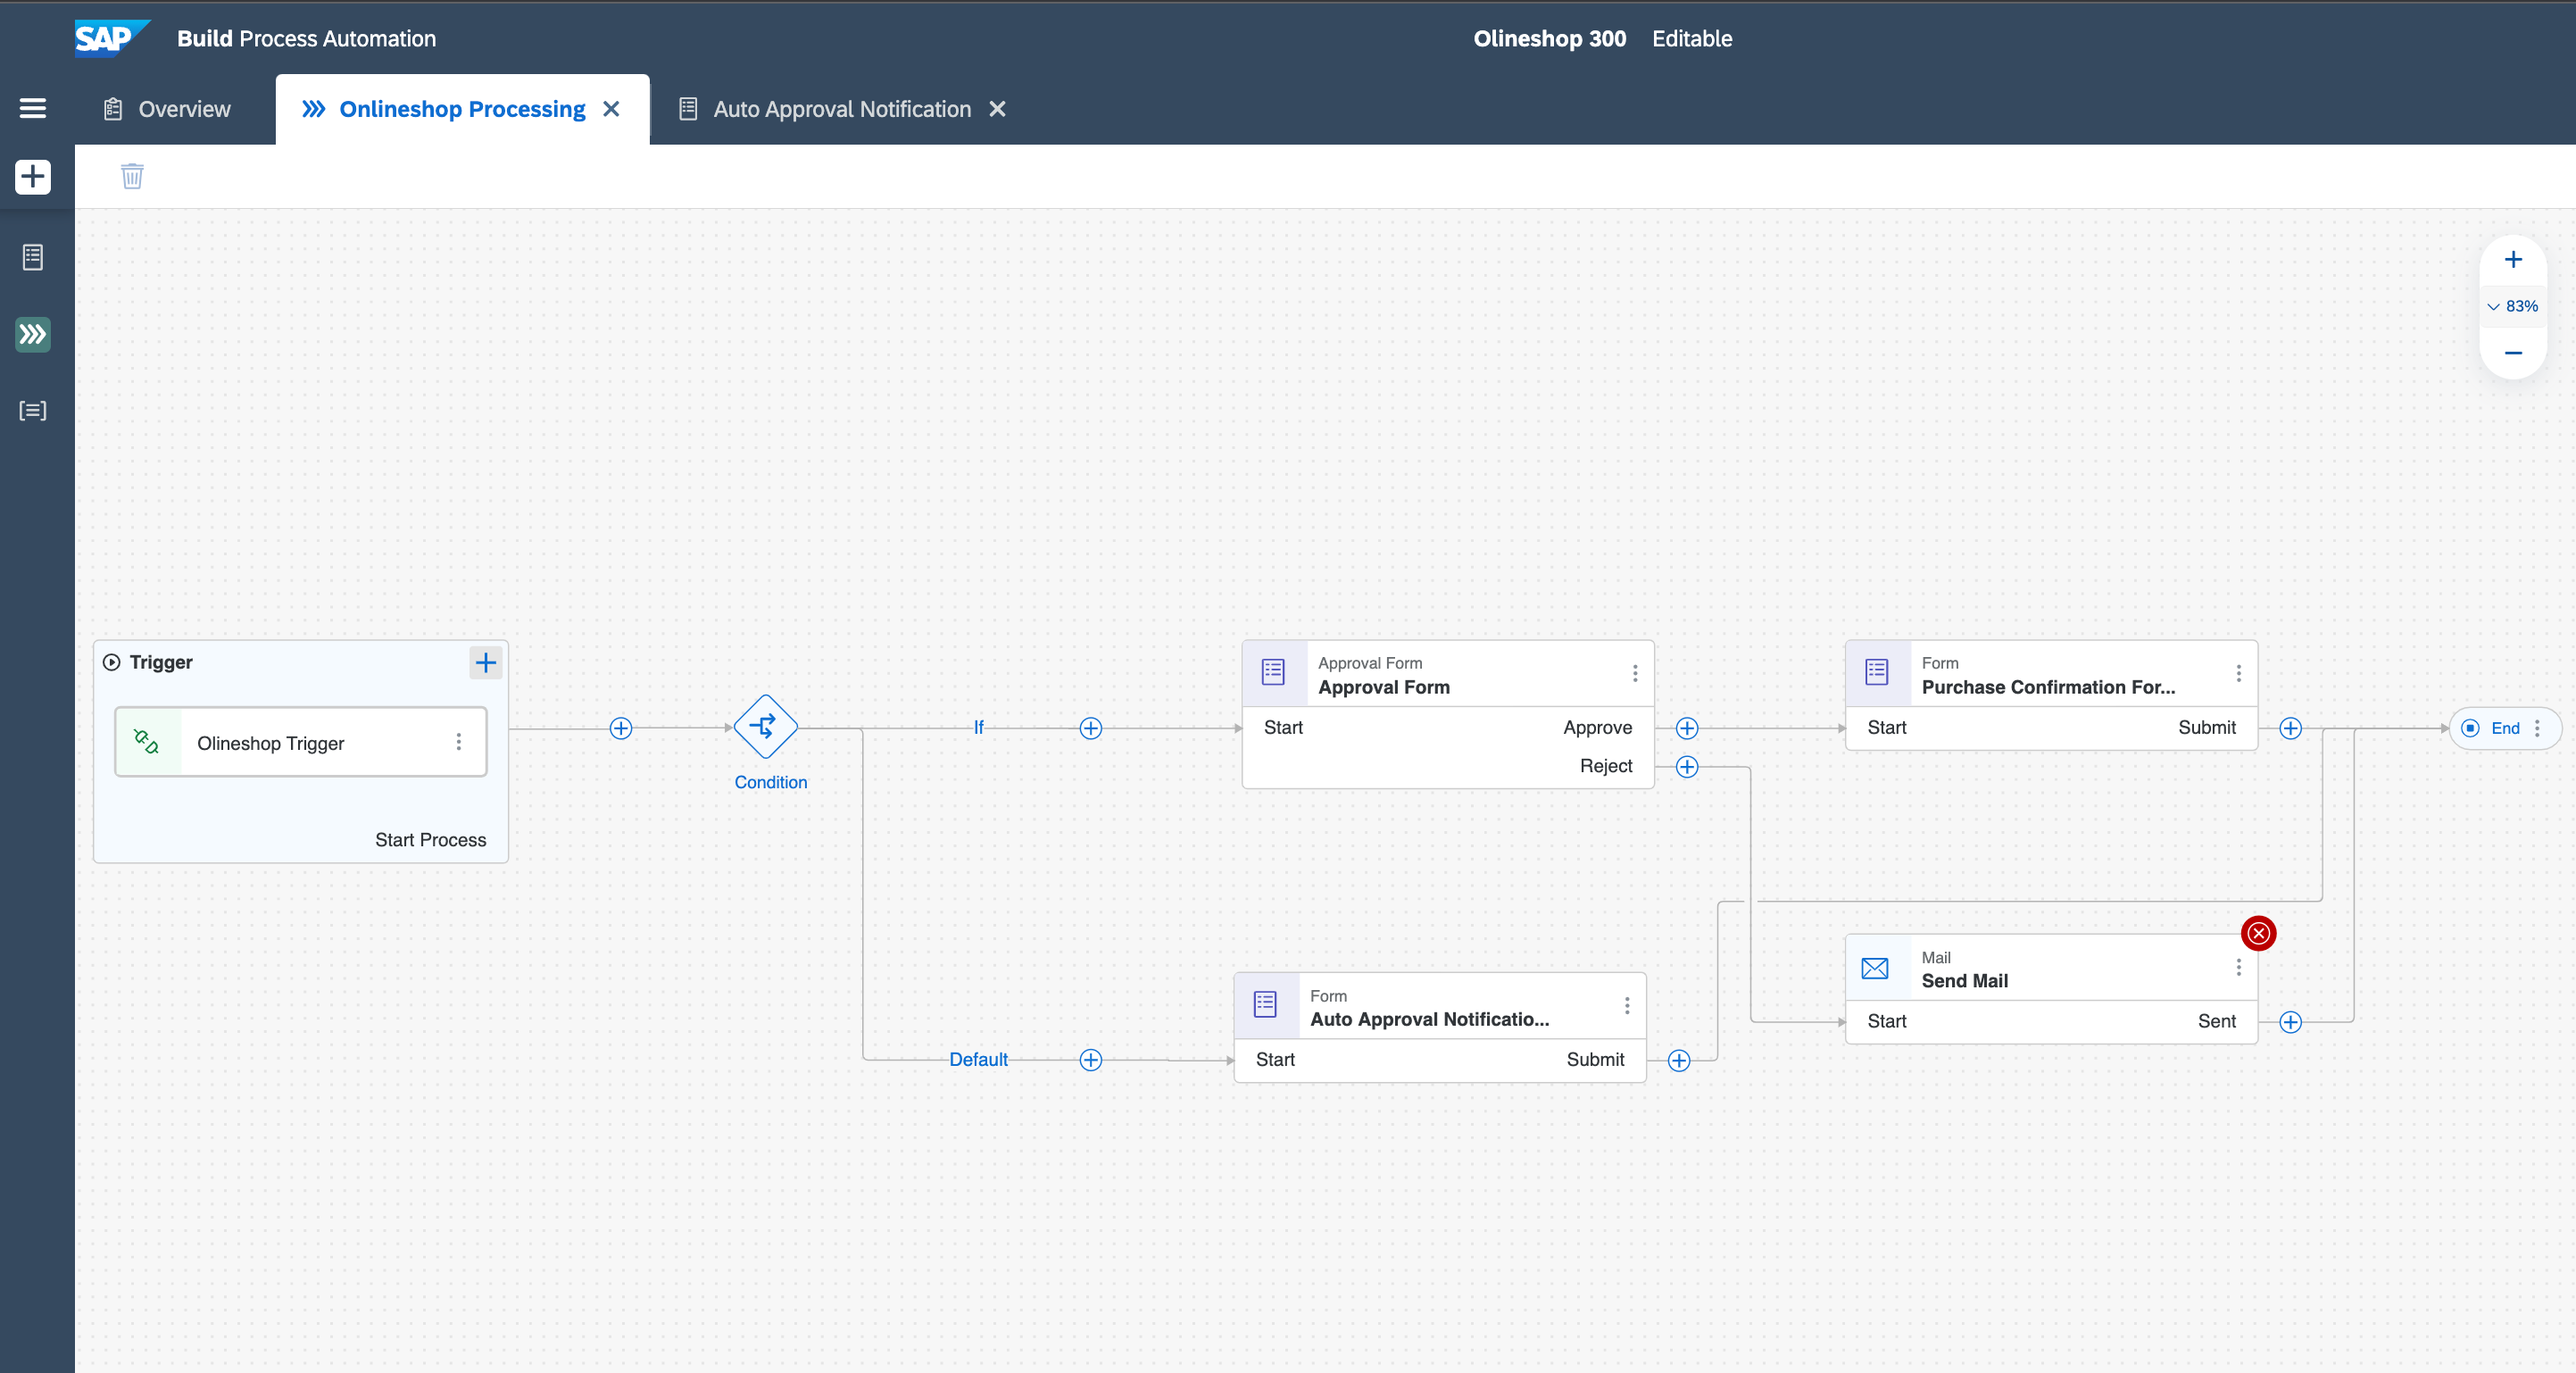 SAP Build Process Automation
Olineshop 300 Editable
Overview
Onlineshop Processing
Auto Approval Notification
83%
Trigger
Olineshop Trigger
Start Process
Condition
If
Default
Approval Form
Approval Form
Start Approve
Reject
Form
Purchase Confirmation For...
Start Submit
End
Form
Auto Approval Notificatio...
Start Submit
Mail
Send Mail
Start Sent